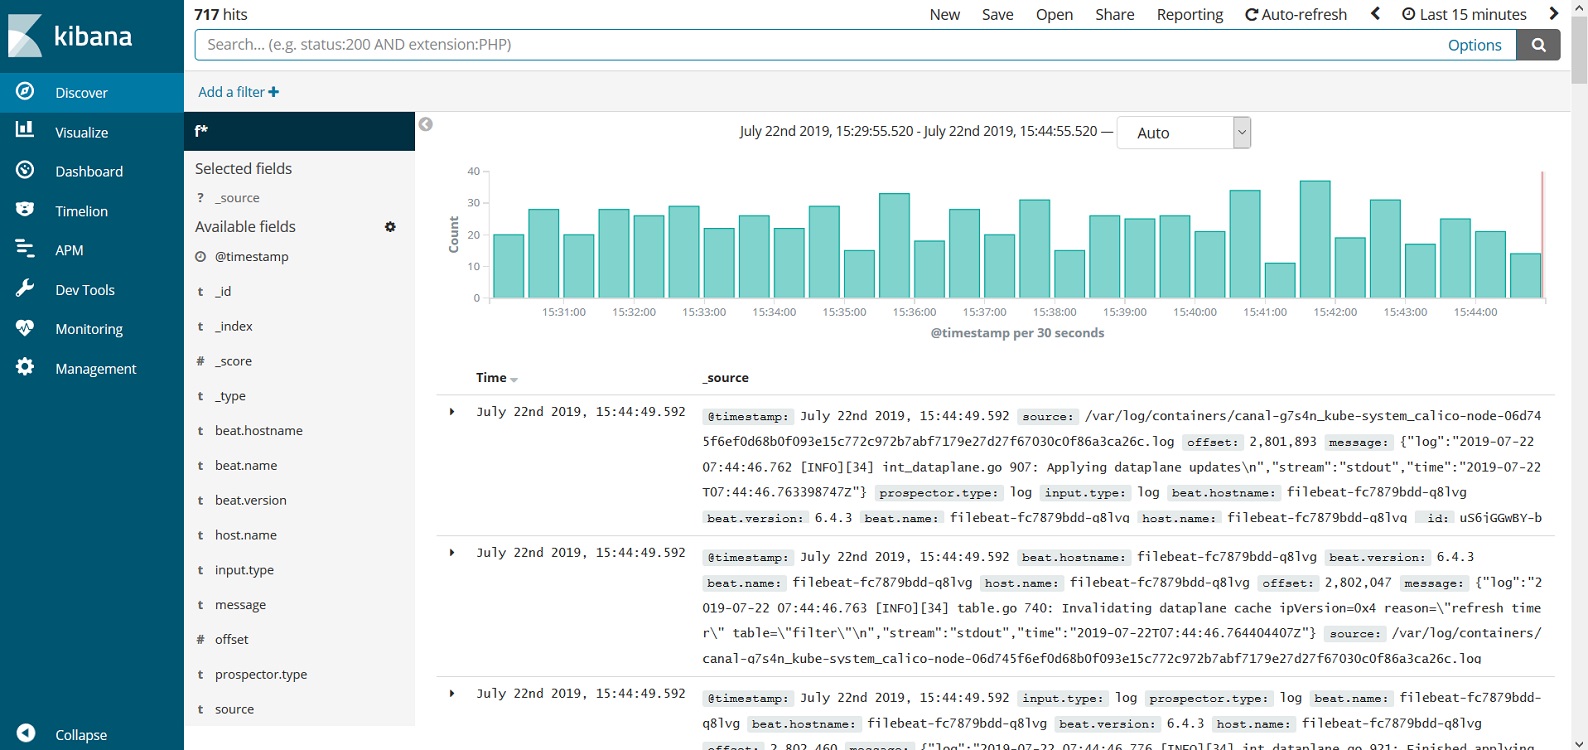 kibana
Discover
Visualize
Dashboard
Timelion
APM
Dev Tools
Monitoring
Management
Collapse
717 hits
New Save Open Share Reporting Auto-refresh Last 15 minutes
Search... (e.g. status:200 AND extension:PHP) Options
Add a filter +
f*
Selected fields
? _source
Available fields
@timestamp
t _id
t _index
# _score
t _type
t beat.hostname
t beat.name
t beat.version
t host.name
t input.type
t message
# offset
t prospector.type
t source
July 22nd 2019, 15:29:55.520 - July 22nd 2019, 15:44:55.520 — Auto
Count
40
30
20
10
0
15:31:00 15:32:00 15:33:00 15:34:00 15:35:00 15:36:00 15:37:00 15:38:00 15:39:00 15:40:00 15:41:00 15:42:00 15:43:00 15:44:00
@timestamp per 30 seconds
Time _source
July 22nd 2019, 15:44:49.592 @timestamp: July 22nd 2019, 15:44:49.592 source: /var/log/containers/canal-g7s4n_kube-system_calico-node-06d74
5f6ef0d68b0f093e15c772c972b7abf7179e27d27f67030c0f86a3ca26c.log offset: 2,801,893 message: {"log":"2019-07-22
07:44:46.762 [INFO][34] int_dataplane.go 907: Applying dataplane updates\n","stream":"stdout","time":"2019-07-22
T07:44:46.763398747Z"} prospector.type: log input.type: log beat.hostname: filebeat-fc7879bdd-q8lvg
beat.version: 6.4.3 beat.name: filebeat-fc7879bdd-q8lvg host.name: filebeat-fc7879bdd-q8lvg _id: uS6jGGwBY-b
July 22nd 2019, 15:44:49.592 @timestamp: July 22nd 2019, 15:44:49.592 beat.hostname: filebeat-fc7879bdd-q8lvg beat.version: 6.4.3
beat.name: filebeat-fc7879bdd-q8lvg host.name: filebeat-fc7879bdd-q8lvg offset: 2,802,047 message: {"log":"2
019-07-22 07:44:46.763 [INFO][34] table.go 740: Invalidating dataplane cache ipVersion=0x4 reason=\"refresh time
r\" table=\"filter\"\n","stream":"stdout","time":"2019-07-22T07:44:46.764404407Z"} source: /var/log/containers/
canal-g7s4n_kube-system_calico-node-06d745f6ef0d68b0f093e15c772c972b7abf7179e27d27f67030c0f86a3ca26c.log
July 22nd 2019, 15:44:49.592 @timestamp: July 22nd 2019, 15:44:49.592 input.type: log prospector.type: log beat.name: filebeat-fc7879bdd-
q8lvg beat.hostname: filebeat-fc7879bdd-q8lvg beat.version: 6.4.3 host.name: filebeat-fc7879bdd-q8lvg
offset: 2,802,460 message: {"log":"2019-07-22 07:44:46.776 [INFO][34] int_dataplane.go 921: Finished applying